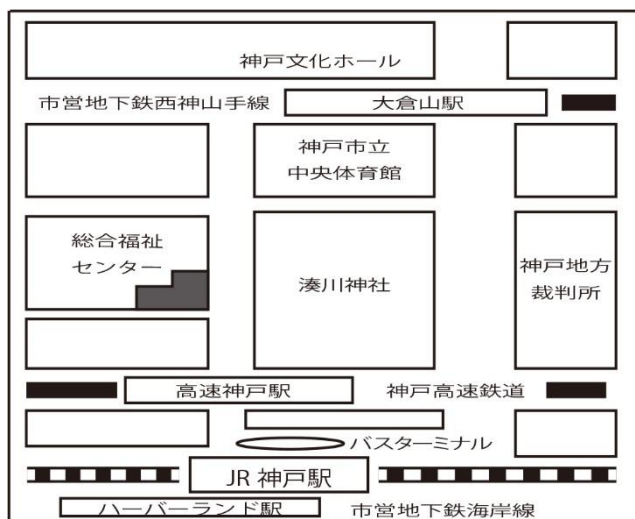 神戸文化ホール
市営地下鉄西神山手線
大倉山駅
神戸市立
中央体育館
総合福祉
センター
湊川神社
神戸地方
裁判所
高速神戸駅
神戸高速鉄道
バスターミナル
JR 神戸駅
ハーバーランド駅
市営地下鉄海岸線